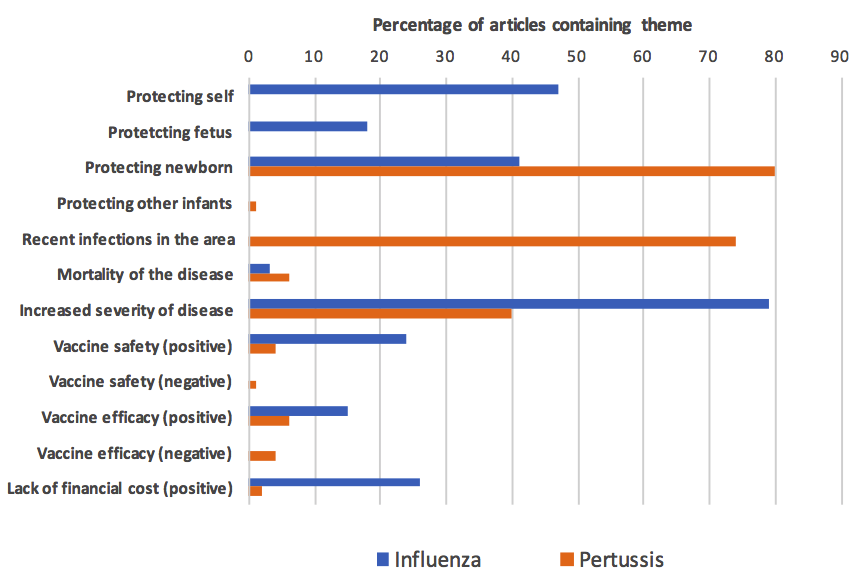 Percentage of articles containing theme
0 10 20 30 40 50 60 70 80 90
Protecting self
Protetcting fetus
Protecting newborn
Protecting other infants
Recent infections in the area
Mortality of the disease
Increased severity of disease
Vaccine safety (positive)
Vaccine safety (negative)
Vaccine efficacy (positive)
Vaccine efficacy (negative)
Lack of financial cost (positive)
Influenza Pertussis